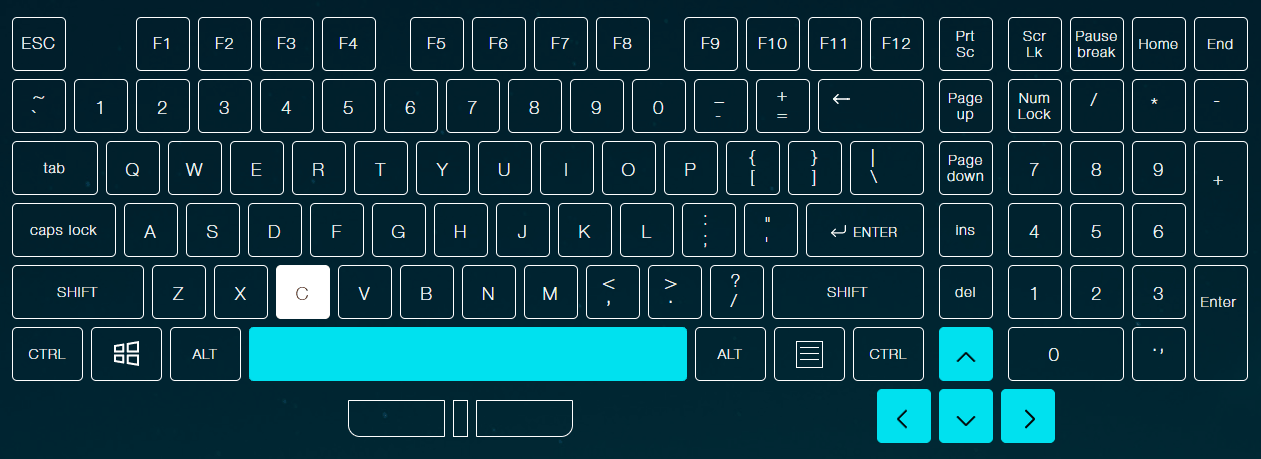 ESC F1 F2 F3 F4 F5 F6 F7 F8 F9 F10 F11 F12 Prt Sc Scr Lk Pause break Home End
~ ` 1 2 3 4 5 6 7 8 9 0 _ - + = ← Page up Num Lock / * -
tab Q W E R T Y U I O P { [ } ] | \ Page down 7 8 9 +
caps lock A S D F G H J K L : ; " ' ↵ ENTER ins 4 5 6
SHIFT Z X C V B N M < , > . ? / SHIFT del 1 2 3 Enter
CTRL ALT ALT CTRL 0 . ,